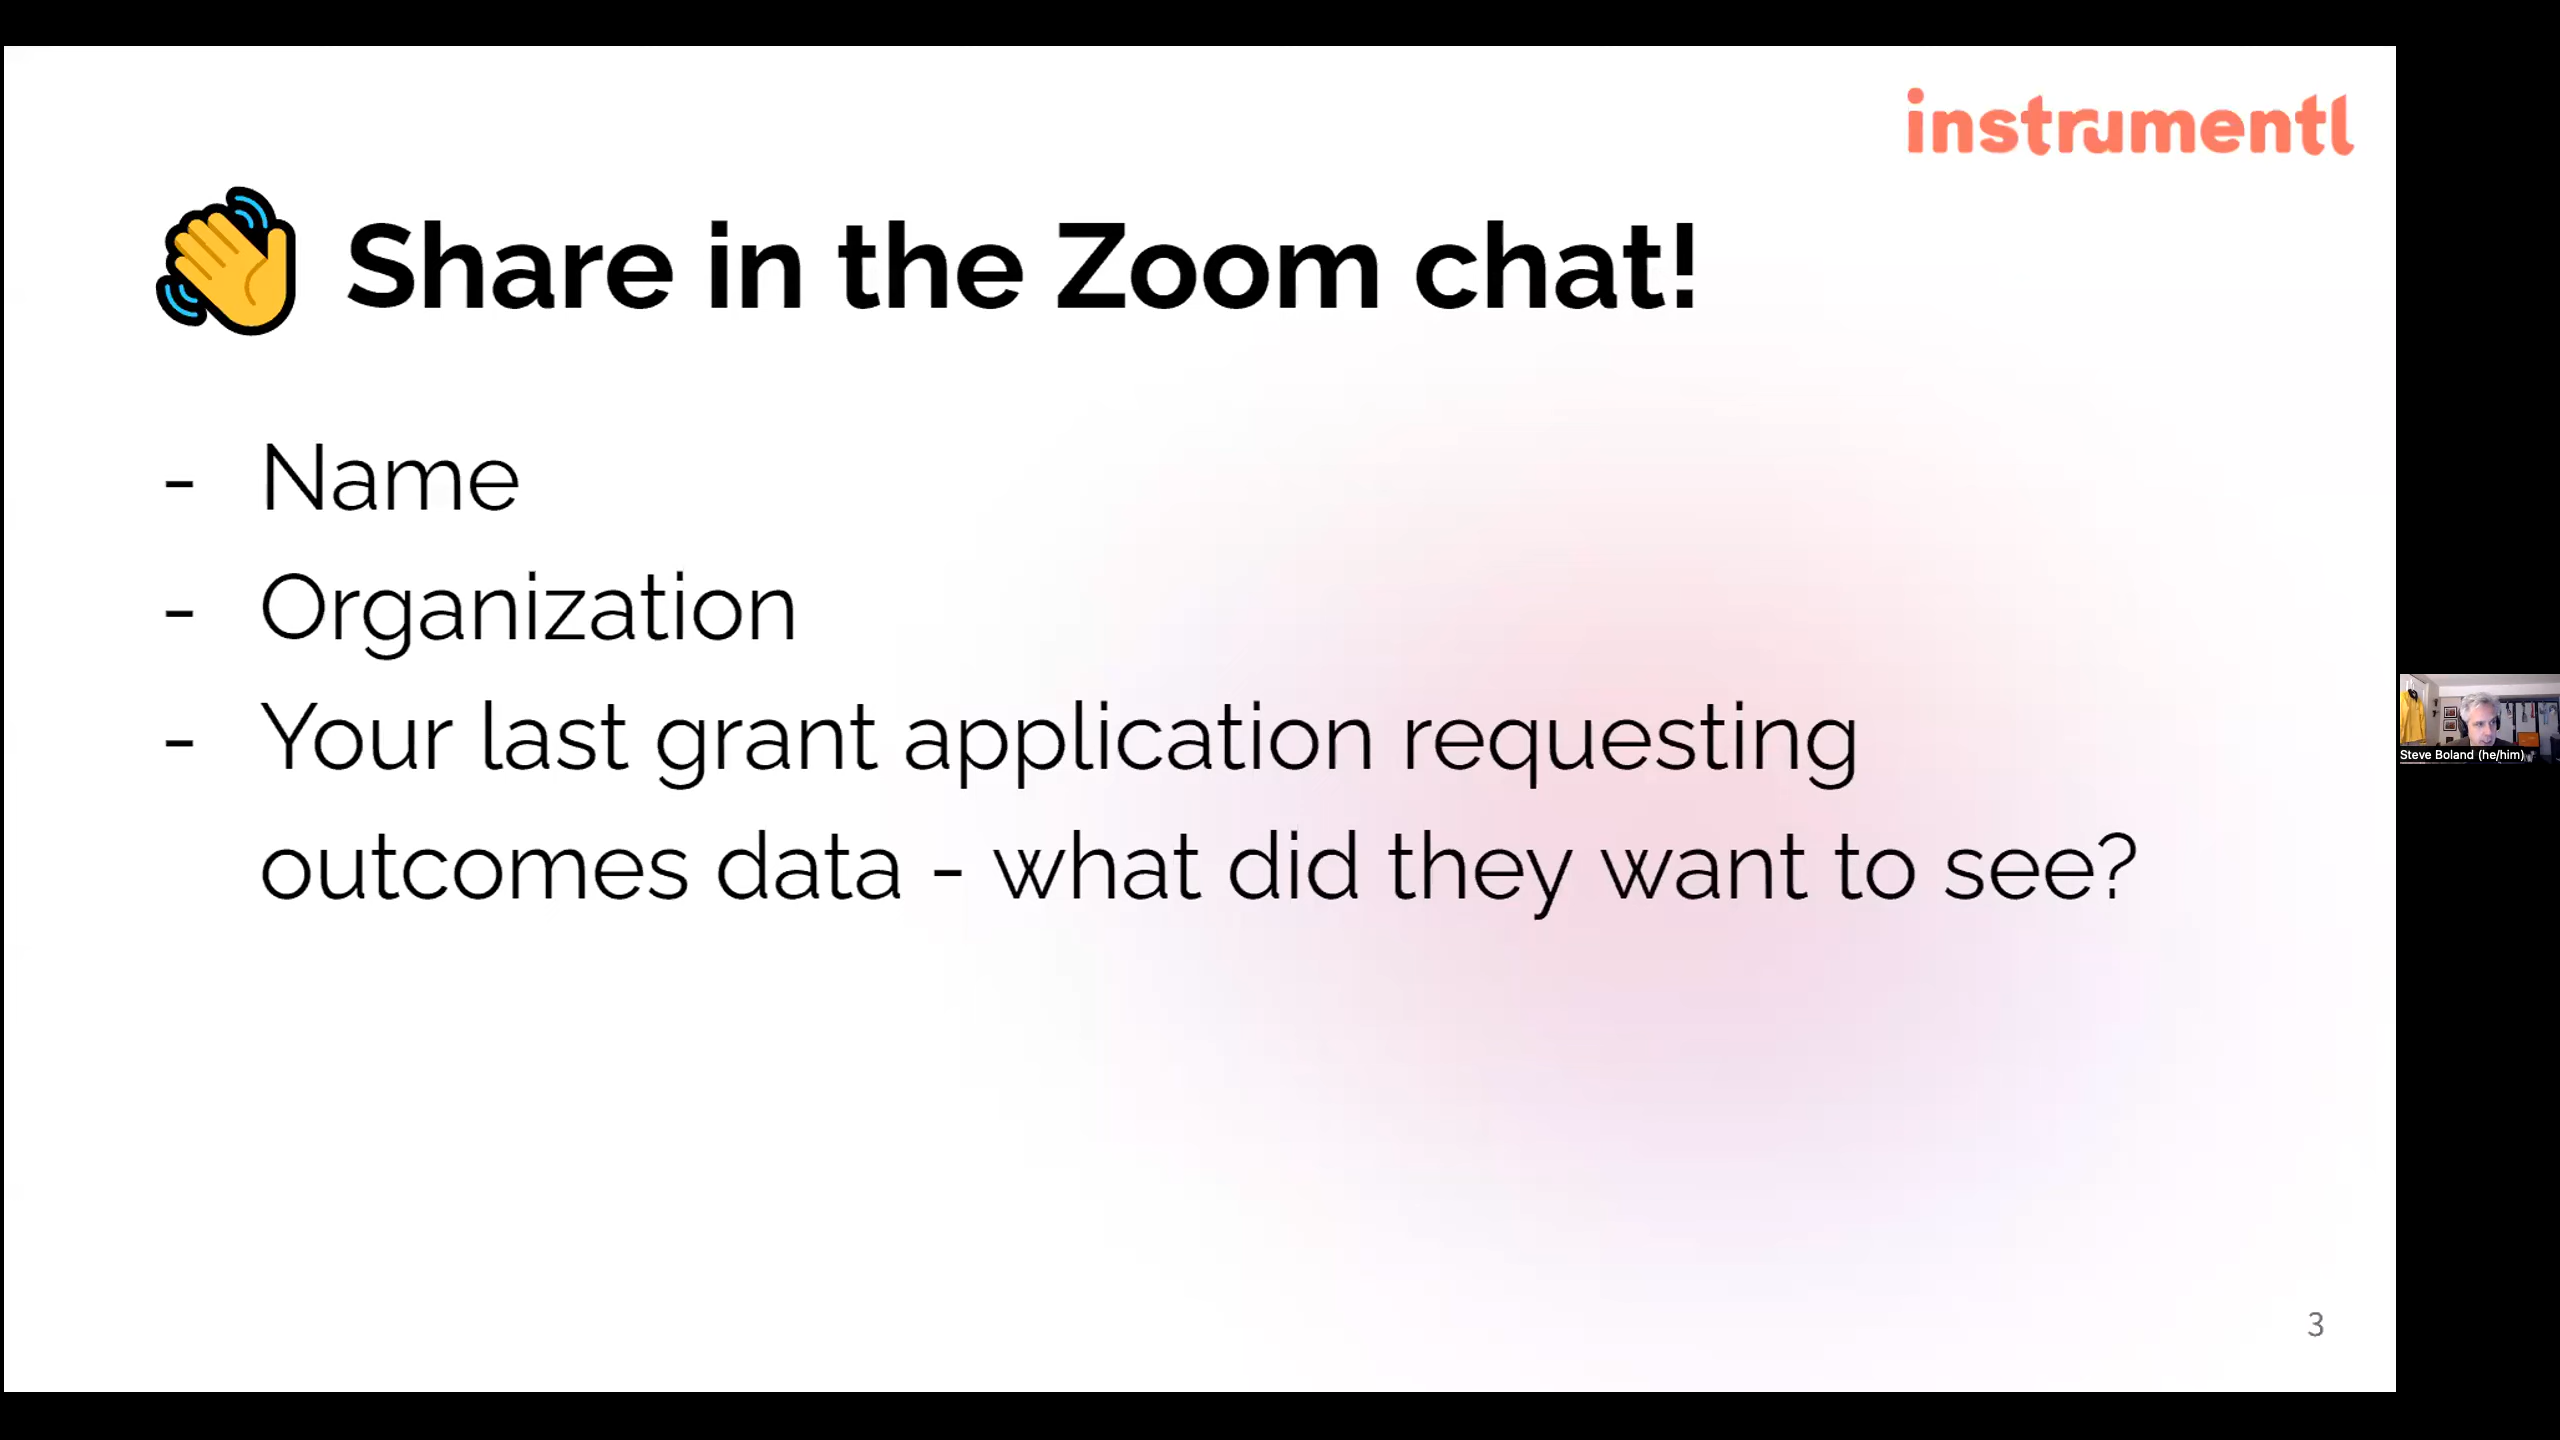 instrumentl
Share in the Zoom chat!
- Name
- Organization
- Your last grant application requesting
outcomes data - what did they want to see?
Steve Boland (he/him)
3